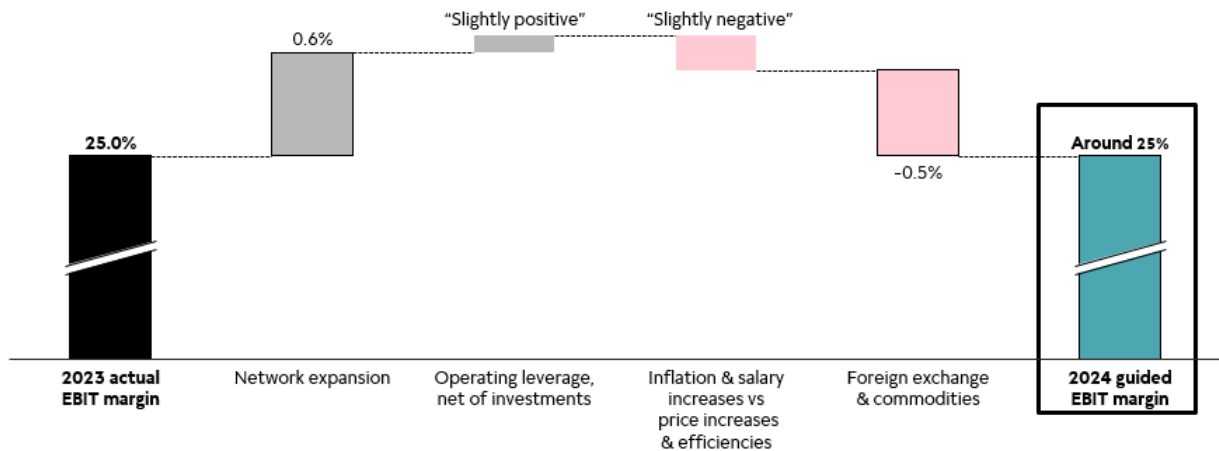 “Slightly positive”
“Slightly negative”
0.6%
25.0%
Around 25%
-0.5%
2023 actual
EBIT margin
Network expansion
Operating leverage,
net of investments
Inflation & salary
increases vs
price increases
& efficiencies
Foreign exchange
& commodities
2024 guided
EBIT margin